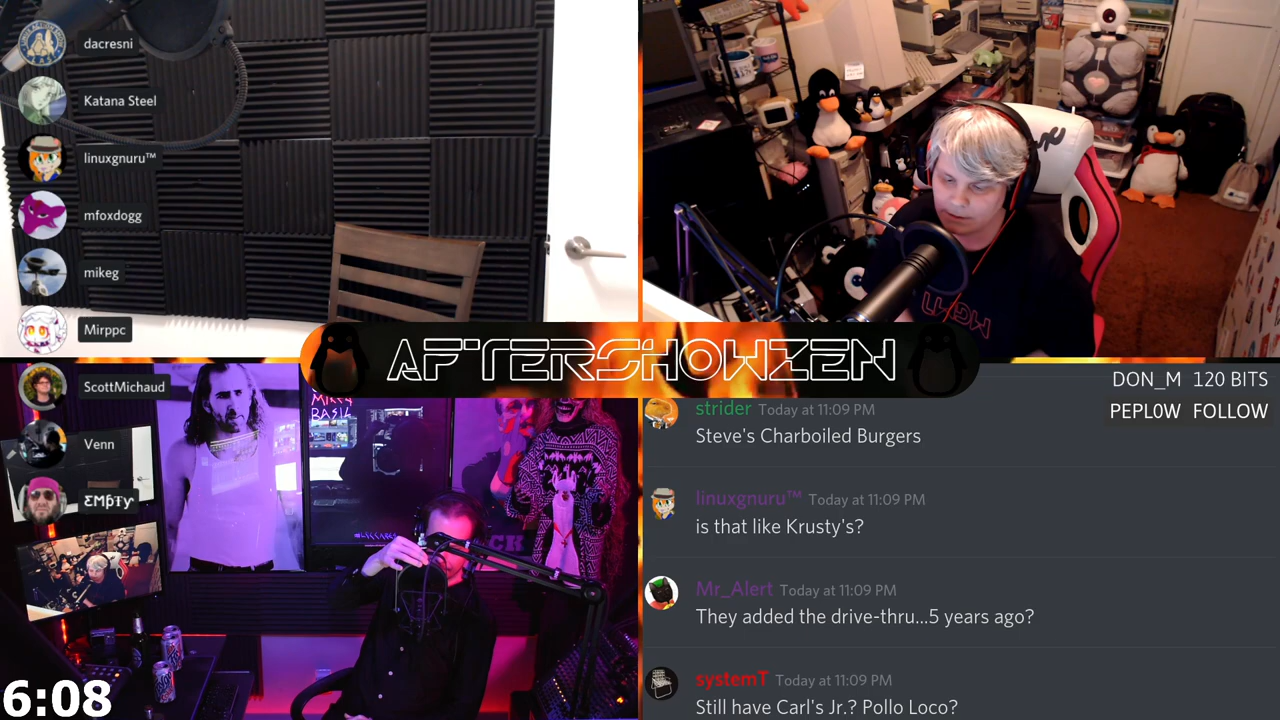 dacresni
Katana Steel
linuxgnuru™
mfoxdogg
mikeg
Mirppc
ScottMichaud
Venn
ƸMþƬy
AFTERSHOWZEN
DON_M 120 BITS
PEPL0W FOLLOW
strider Today at 11:09 PM
Steve's Charboiled Burgers
linuxgnuru™ Today at 11:09 PM
is that like Krusty's?
Mr_Alert Today at 11:09 PM
They added the drive-thru...5 years ago?
systemT Today at 11:09 PM
Still have Carl's Jr.? Pollo Loco?
6:08